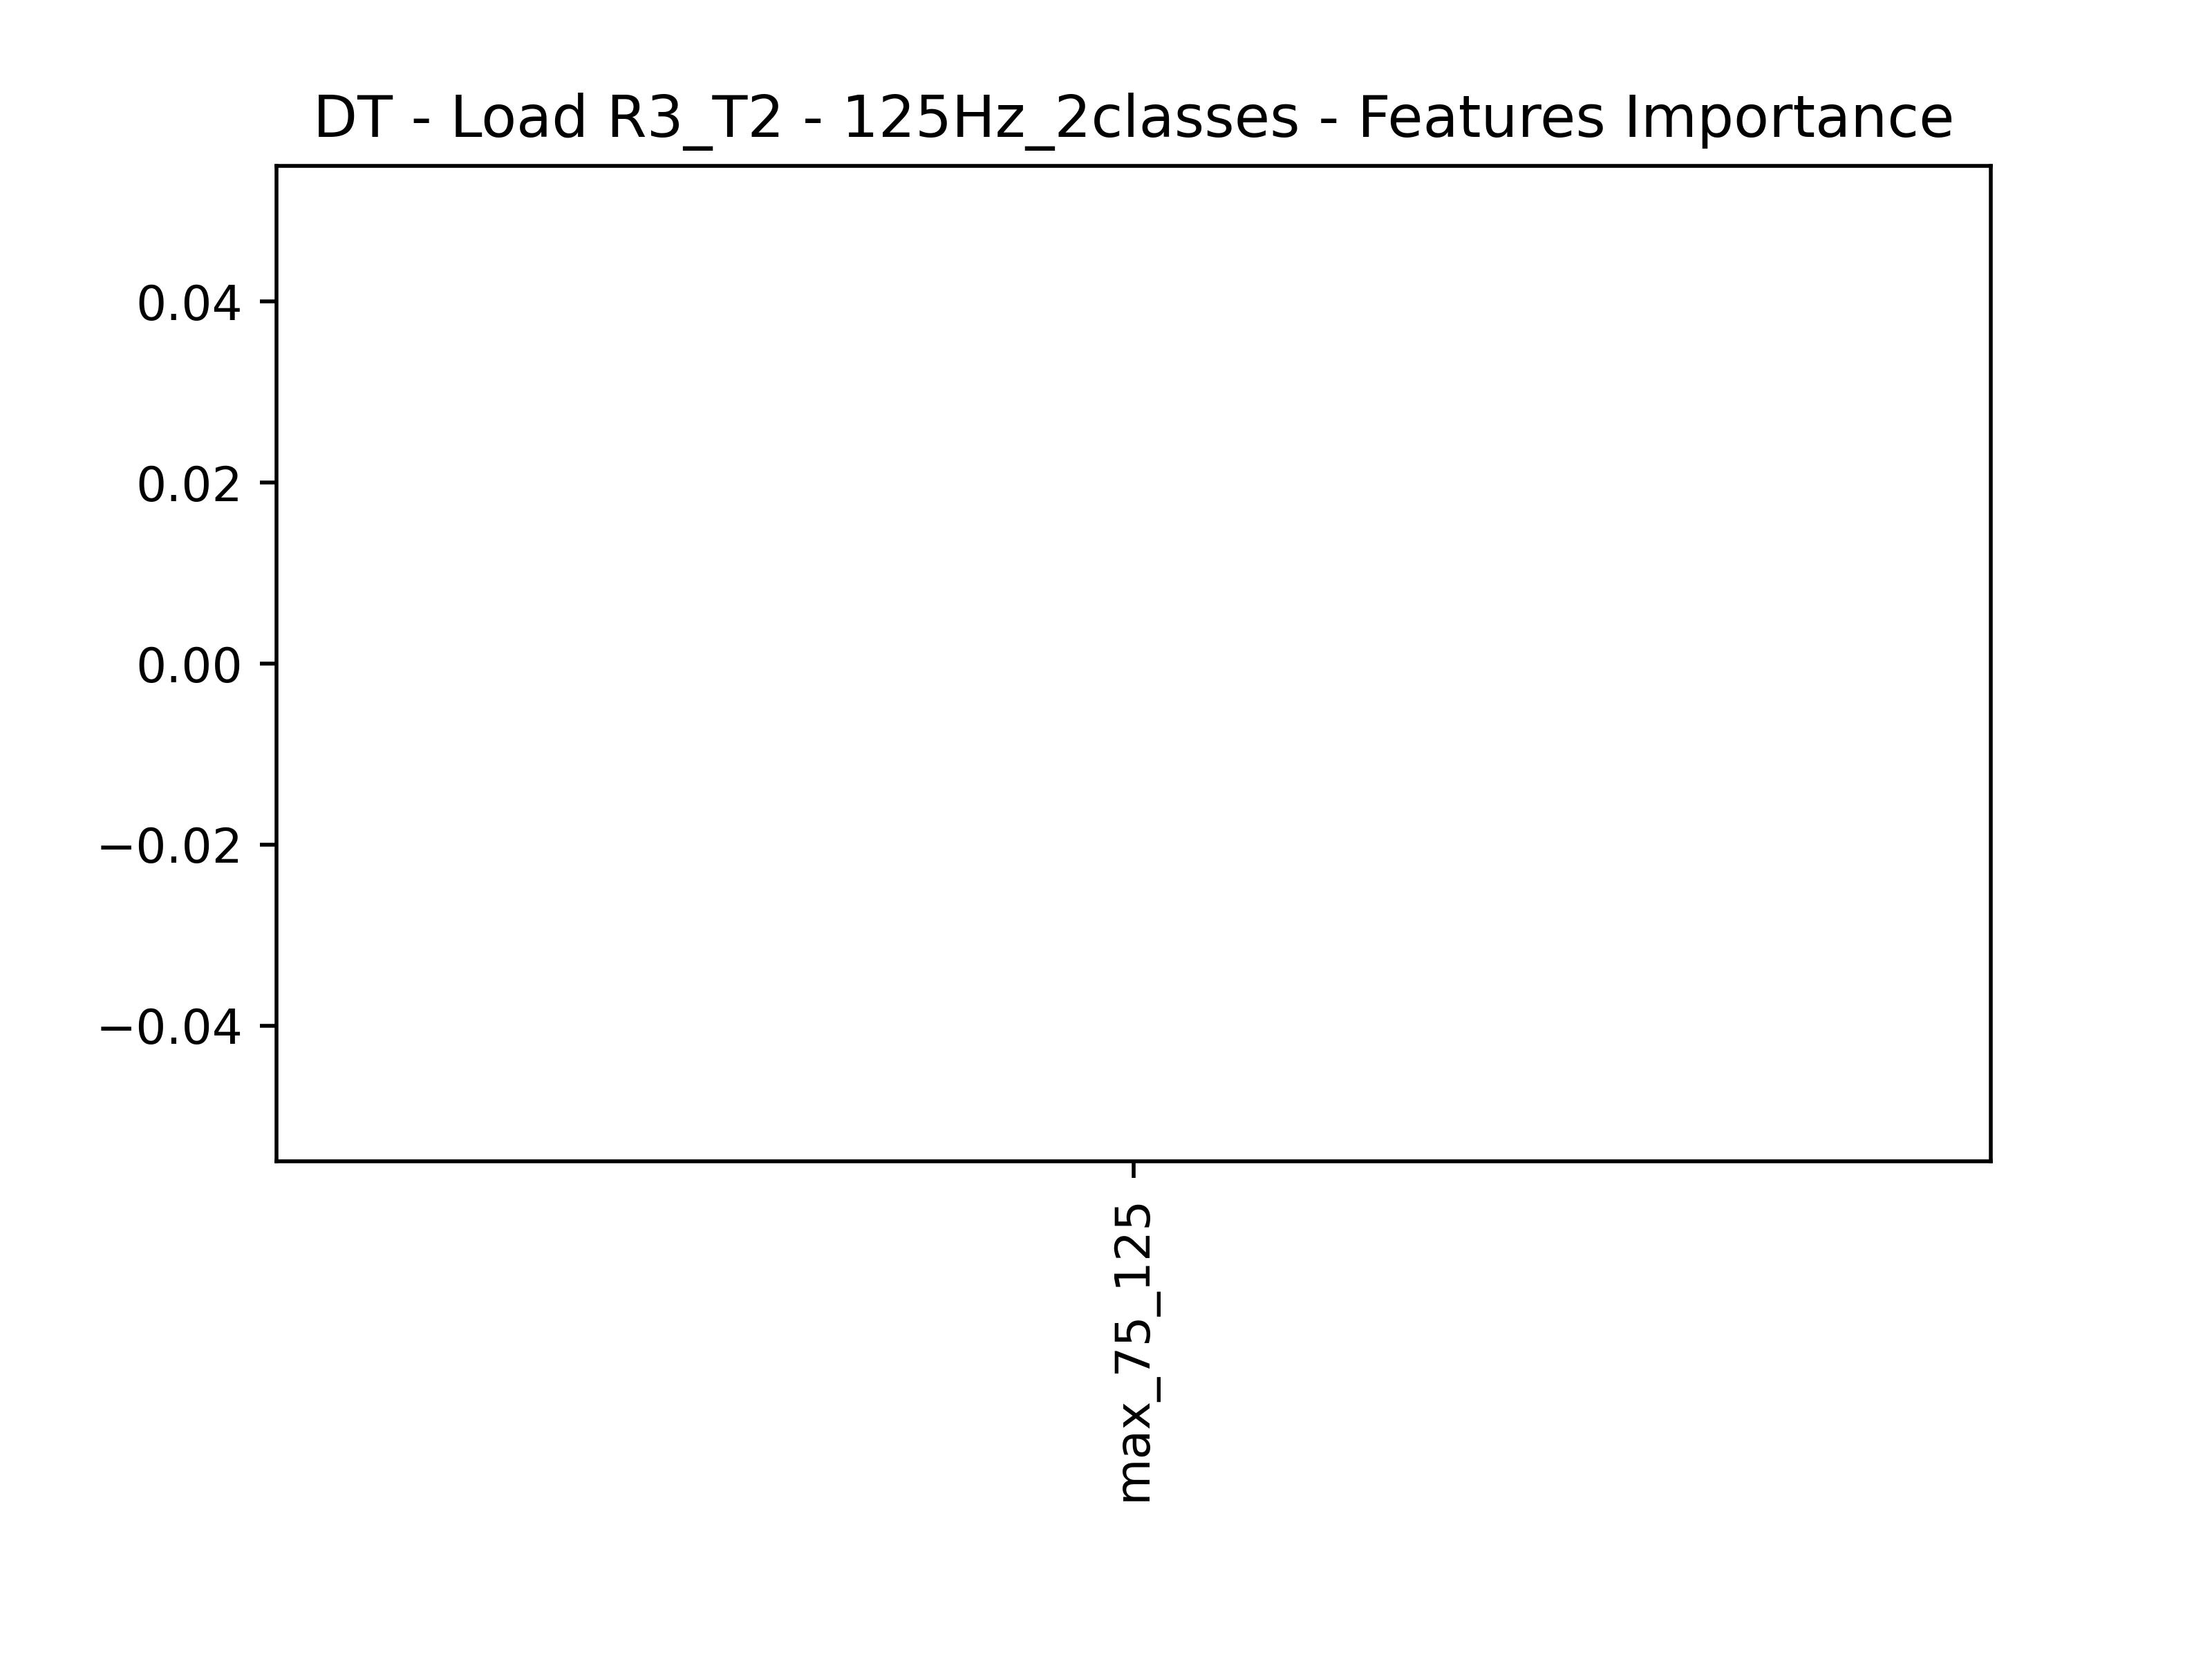 DT - Load R3_T2 - 125Hz_2classes - Features Importance
0.04
0.02
0.00
−0.02
−0.04
max_75_125